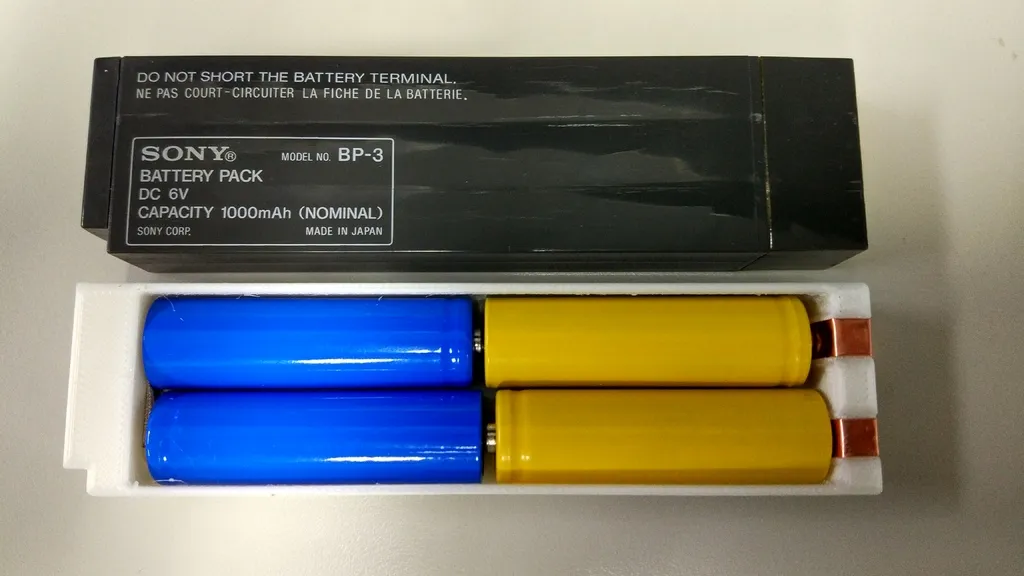 DO NOT SHORT THE BATTERY TERMINAL.
NE PAS COURT-CIRCUITER LA FICHE DE LA BATTERIE.
SONY® MODEL NO. BP-3
BATTERY PACK
DC 6V
CAPACITY 1000mAh (NOMINAL)
SONY CORP. MADE IN JAPAN